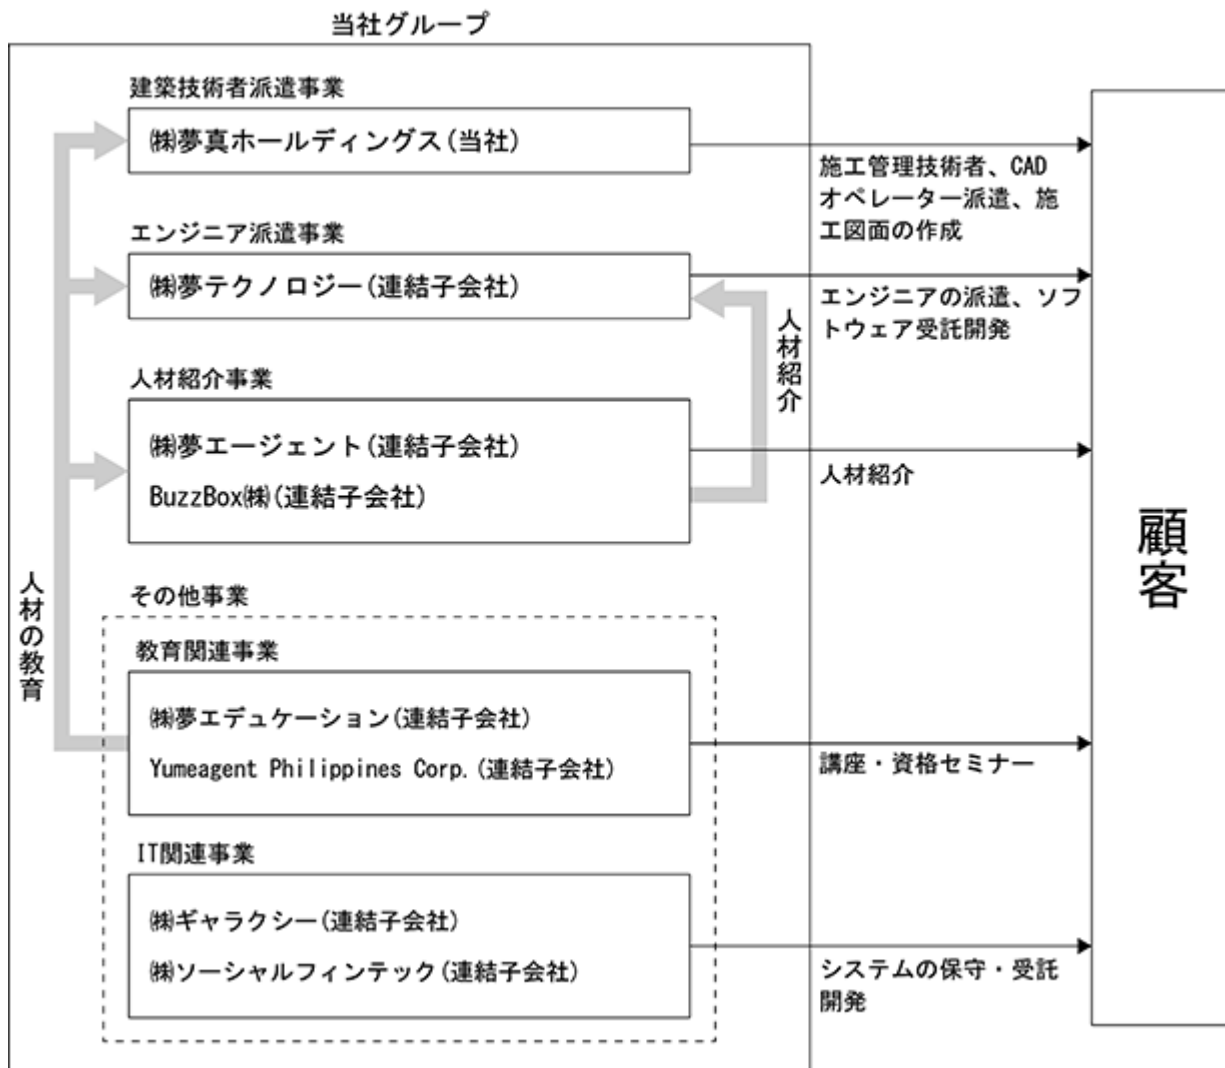 当社グループ
建築技術者派遣事業
㈱夢真ホールディングス(当社)
施工管理技術者、CAD
オペレーター派遣、施
工図面の作成
エンジニア派遣事業
㈱夢テクノロジー(連結子会社)
エンジニアの派遣、ソフ
トウェア受託開発
人材紹介
人材紹介事業
㈱夢エージェント(連結子会社)
BuzzBox㈱(連結子会社)
人材紹介
顧客
人材の教育
その他事業
教育関連事業
㈱夢エデュケーション(連結子会社)
Yumeagent Philippines Corp.(連結子会社)
講座・資格セミナー
IT関連事業
㈱ギャラクシー(連結子会社)
㈱ソーシャルフィンテック(連結子会社)
システムの保守・受託
開発